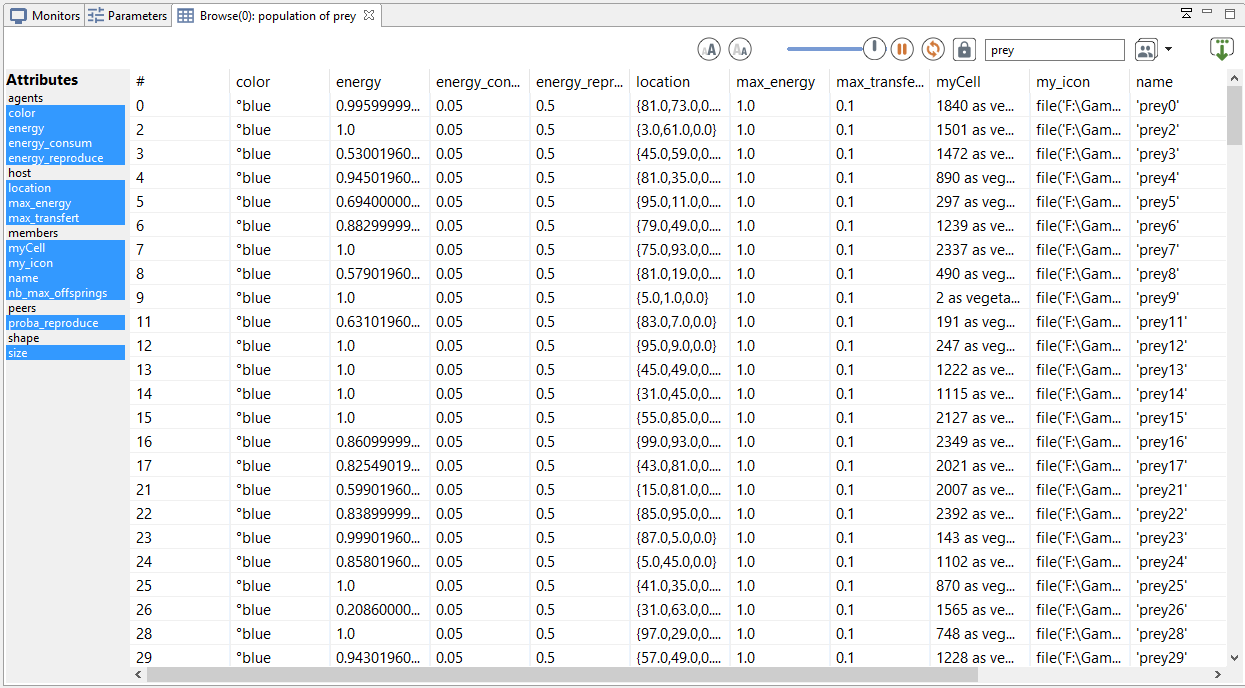 Monitors Parameters Browse(0): population of prey
prey
Attributes
agents
color
energy
energy_consum
energy_reproduce
host
location
max_energy
max_transfert
members
myCell
my_icon
name
nb_max_offsprings
peers
proba_reproduce
shape
size
# color energy energy_con... energy_repr... location max_energy max_transfe... myCell my_icon name
0 °blue 0.99599999... 0.05 0.5 {81.0,73.0,0.... 1.0 0.1 1840 as ve... file('F:\Gam... 'prey0'
2 °blue 1.0 0.05 0.5 {3.0,61.0,0.0} 1.0 0.1 1501 as ve... file('F:\Gam... 'prey2'
3 °blue 0.53001960... 0.05 0.5 {45.0,59.0,0.... 1.0 0.1 1472 as ve... file('F:\Gam... 'prey3'
4 °blue 0.94501960... 0.05 0.5 {81.0,35.0,0.... 1.0 0.1 890 as veg... file('F:\Gam... 'prey4'
5 °blue 0.69400000... 0.05 0.5 {95.0,11.0,0.... 1.0 0.1 297 as veg... file('F:\Gam... 'prey5'
6 °blue 0.88299999... 0.05 0.5 {79.0,49.0,0.... 1.0 0.1 1239 as ve... file('F:\Gam... 'prey6'
7 °blue 1.0 0.05 0.5 {75.0,93.0,0.... 1.0 0.1 2337 as ve... file('F:\Gam... 'prey7'
8 °blue 0.57901960... 0.05 0.5 {81.0,19.0,0.... 1.0 0.1 490 as veg... file('F:\Gam... 'prey8'
9 °blue 1.0 0.05 0.5 {5.0,1.0,0.0} 1.0 0.1 2 as vegeta... file('F:\Gam... 'prey9'
11 °blue 0.63101960... 0.05 0.5 {83.0,7.0,0.0} 1.0 0.1 191 as veg... file('F:\Gam... 'prey11'
12 °blue 1.0 0.05 0.5 {95.0,9.0,0.0} 1.0 0.1 247 as veg... file('F:\Gam... 'prey12'
13 °blue 1.0 0.05 0.5 {45.0,49.0,0.... 1.0 0.1 1222 as ve... file('F:\Gam... 'prey13'
14 °blue 1.0 0.05 0.5 {31.0,45.0,0.... 1.0 0.1 1115 as ve... file('F:\Gam... 'prey14'
15 °blue 1.0 0.05 0.5 {55.0,85.0,0.... 1.0 0.1 2127 as ve... file('F:\Gam... 'prey15'
16 °blue 0.86099999... 0.05 0.5 {99.0,93.0,0.... 1.0 0.1 2349 as ve... file('F:\Gam... 'prey16'
17 °blue 0.82549019... 0.05 0.5 {43.0,81.0,0.... 1.0 0.1 2021 as ve... file('F:\Gam... 'prey17'
21 °blue 0.59901960... 0.05 0.5 {15.0,81.0,0.... 1.0 0.1 2007 as ve... file('F:\Gam... 'prey21'
22 °blue 0.83899999... 0.05 0.5 {85.0,95.0,0.... 1.0 0.1 2392 as ve... file('F:\Gam... 'prey22'
23 °blue 0.99901960... 0.05 0.5 {87.0,5.0,0.0} 1.0 0.1 143 as veg... file('F:\Gam... 'prey23'
24 °blue 0.85801960... 0.05 0.5 {5.0,45.0,0.0} 1.0 0.1 1102 as ve... file('F:\Gam... 'prey24'
25 °blue 1.0 0.05 0.5 {41.0,35.0,0.... 1.0 0.1 870 as veg... file('F:\Gam... 'prey25'
26 °blue 0.20860000... 0.05 0.5 {31.0,63.0,0.... 1.0 0.1 1565 as ve... file('F:\Gam... 'prey26'
28 °blue 1.0 0.05 0.5 {97.0,29.0,0.... 1.0 0.1 748 as veg... file('F:\Gam... 'prey28'
29 °blue 0.94301960... 0.05 0.5 {57.0,49.0,0.... 1.0 0.1 1228 as ve... file('F:\Gam... 'prey29'